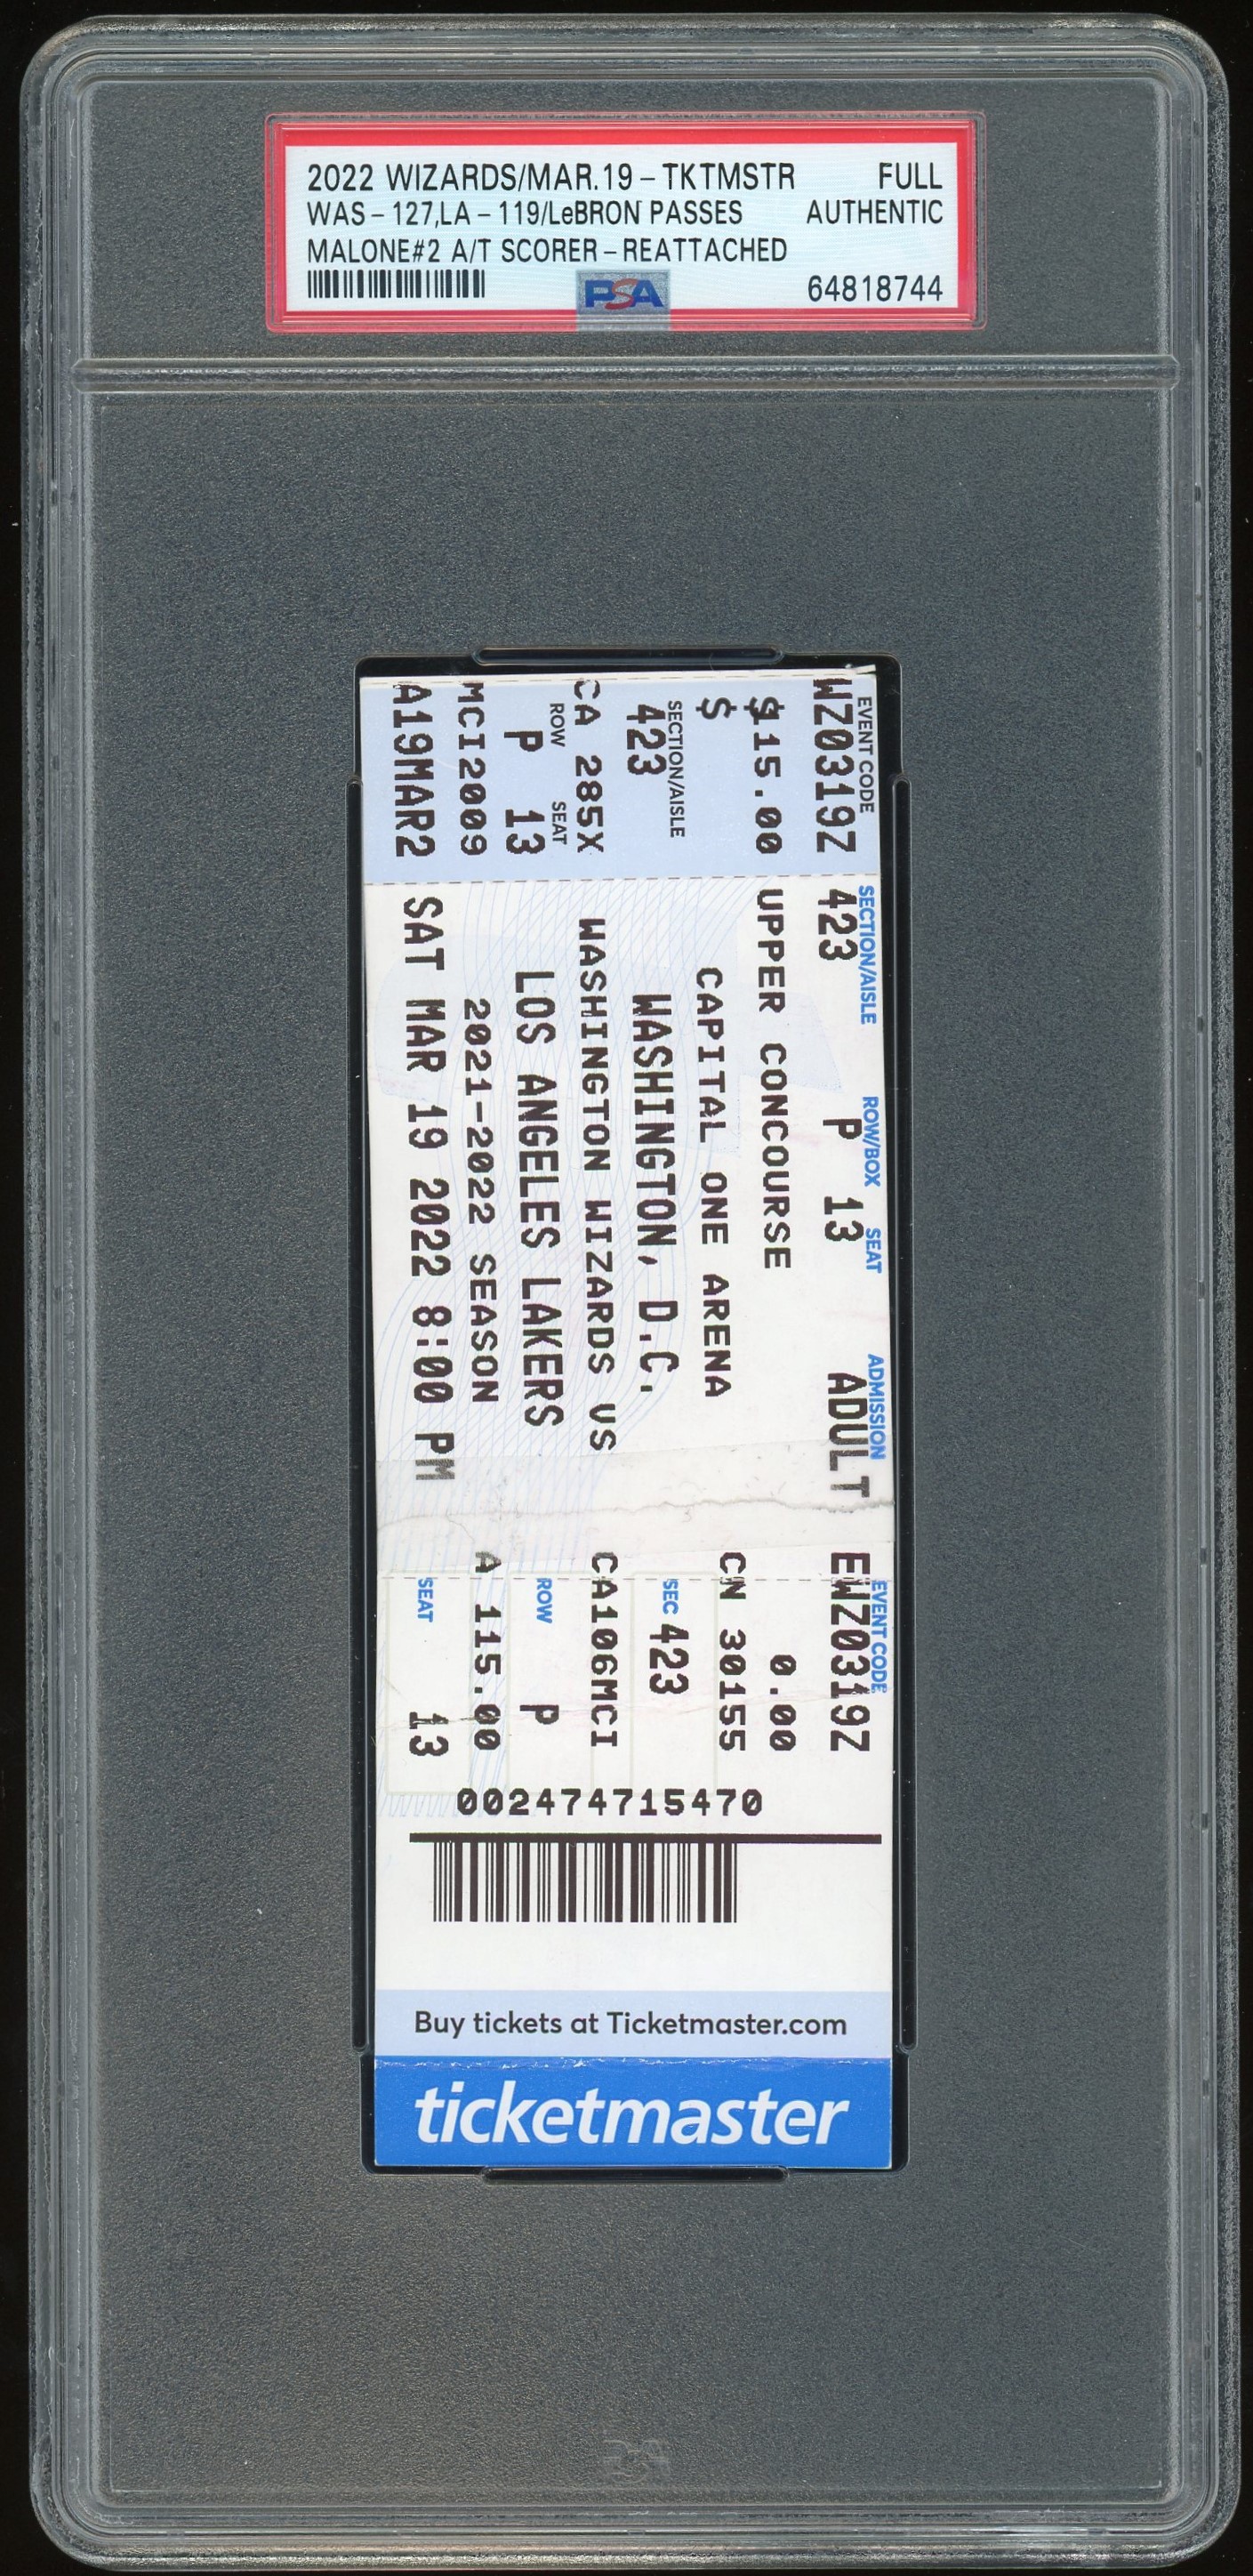 2022 WIZARDS/MAR.19 - TKTMSTR FULL
WAS - 127,LA - 119/LeBRON PASSES AUTHENTIC
MALONE#2 A/T SCORER - REATTACHED
PSA 64818744
EVENT CODE
WZ0319Z
$115.00
$
SECTION/AISLE
423
CA 285X
ROW SEAT
P 13
MCI2009
A19MAR2
SECTION/AISLE ROW/BOX SEAT ADMISSION
423 P 13 ADULT
UPPER CONCOURSE
CAPITAL ONE ARENA
WASHINGTON, D.C.
WASHINGTON WIZARDS VS
LOS ANGELES LAKERS
2021-2022 SEASON
SAT MAR 19 2022 8:00 PM
EVENT CODE
EWZ0319Z
0.00
CN 30155
SEC 423
CA106MCI
ROW P
A 115.00
SEAT 13
002474715470
Buy tickets at Ticketmaster.com
ticketmaster